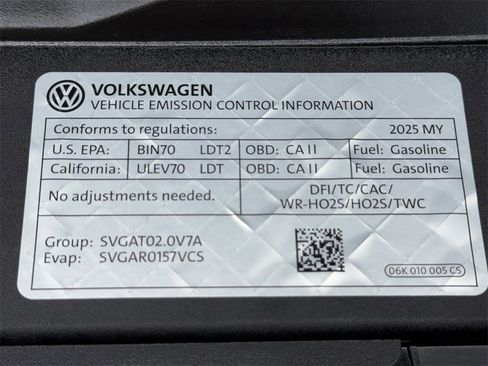 VOLKSWAGEN
VEHICLE EMISSION CONTROL INFORMATION
Conforms to regulations: 2025 MY
U.S. EPA: BIN70 LDT2 OBD: CA II Fuel: Gasoline
California: ULEV70 LDT OBD: CA II Fuel: Gasoline
No adjustments needed. DFI/TC/CAC/
WR-HO2S/HO2S/TWC
Group: SVGAT02.0V7A
Evap: SVGAR0157VCS
06K 010 005 CS